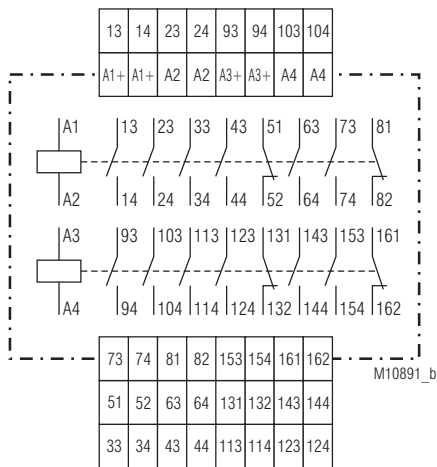 13 14 23 24 93 94 103 104
A1+ A1+ A2 A2 A3+ A3+ A4 A4
A1 13 23 33 43 51 63 73 81
A2 14 24 34 44 52 64 74 82
A3 93 103 113 123 131 143 153 161
A4 94 104 114 124 132 144 154 162
73 74 81 82 153 154 161 162
M10891_b
51 52 63 64 131 132 143 144
33 34 43 44 113 114 123 124